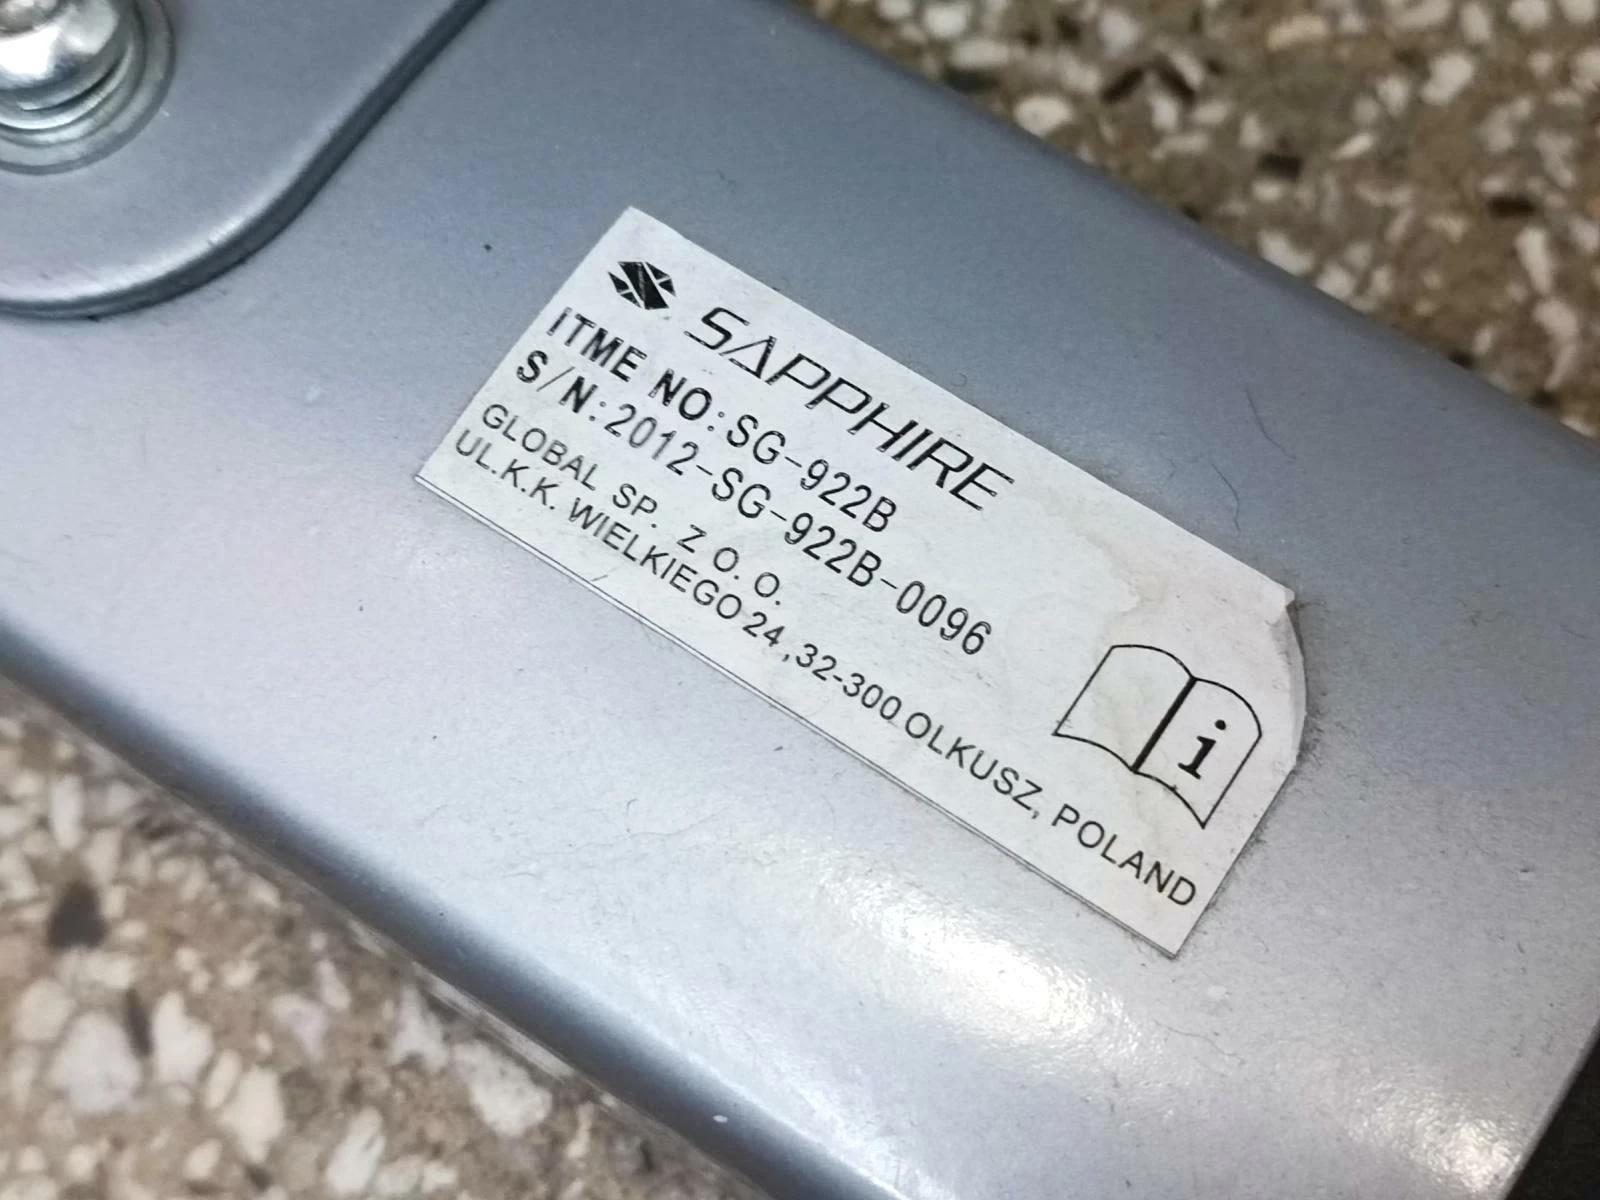 SAPPHIRE
ITME NO:SG-922B
S/N:2012-SG-922B-0096
GLOBAL SP. Z O. O.
UL.K.K. WIELKIEGO 24,32-300 OLKUSZ, POLAND
i